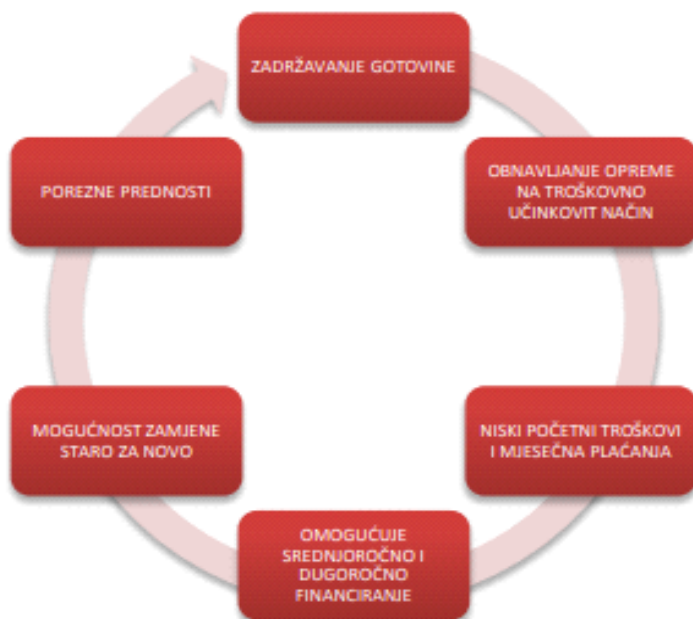 ZADRŽAVANJE GOTOVINE
OBNAVLJANJE OPREME
NA TROŠKOVNO
UČINKOVIT NAČIN
NISKI POČETNI TROŠKOVI
I MJESEČNA PLAĆANJA
OMOGUĆUJE
SREDNJOROČNO I
DUGOROČNO
FINANCIRANJE
MOGUĆNOST ZAMJENE
STARO ZA NOVO
POREZNE PREDNOSTI